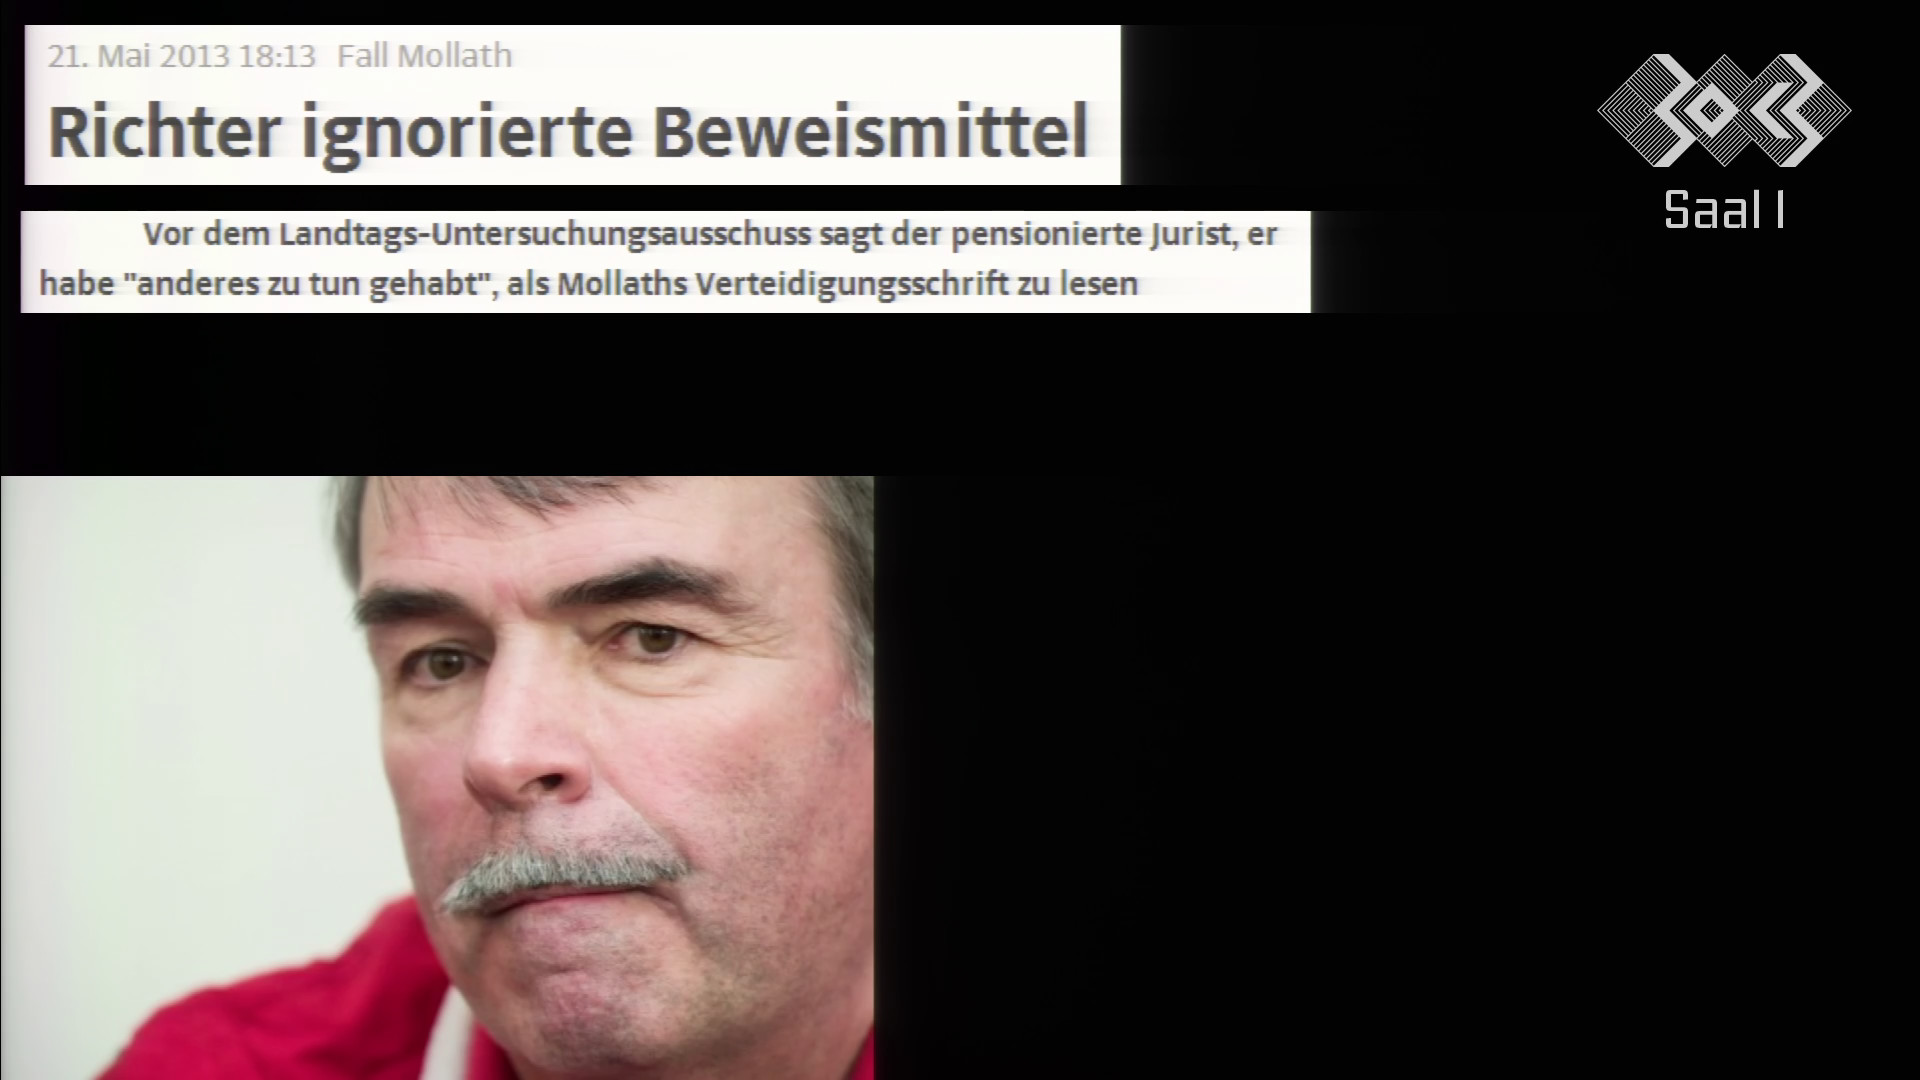 21. Mai 2013 18:13 Fall Mollath
Richter ignorierte Beweismittel
Vor dem Landtags-Untersuchungsausschuss sagt der pensionierte Jurist, er
habe "anderes zu tun gehabt", als Mollaths Verteidigungsschrift zu lesen
Saal 1